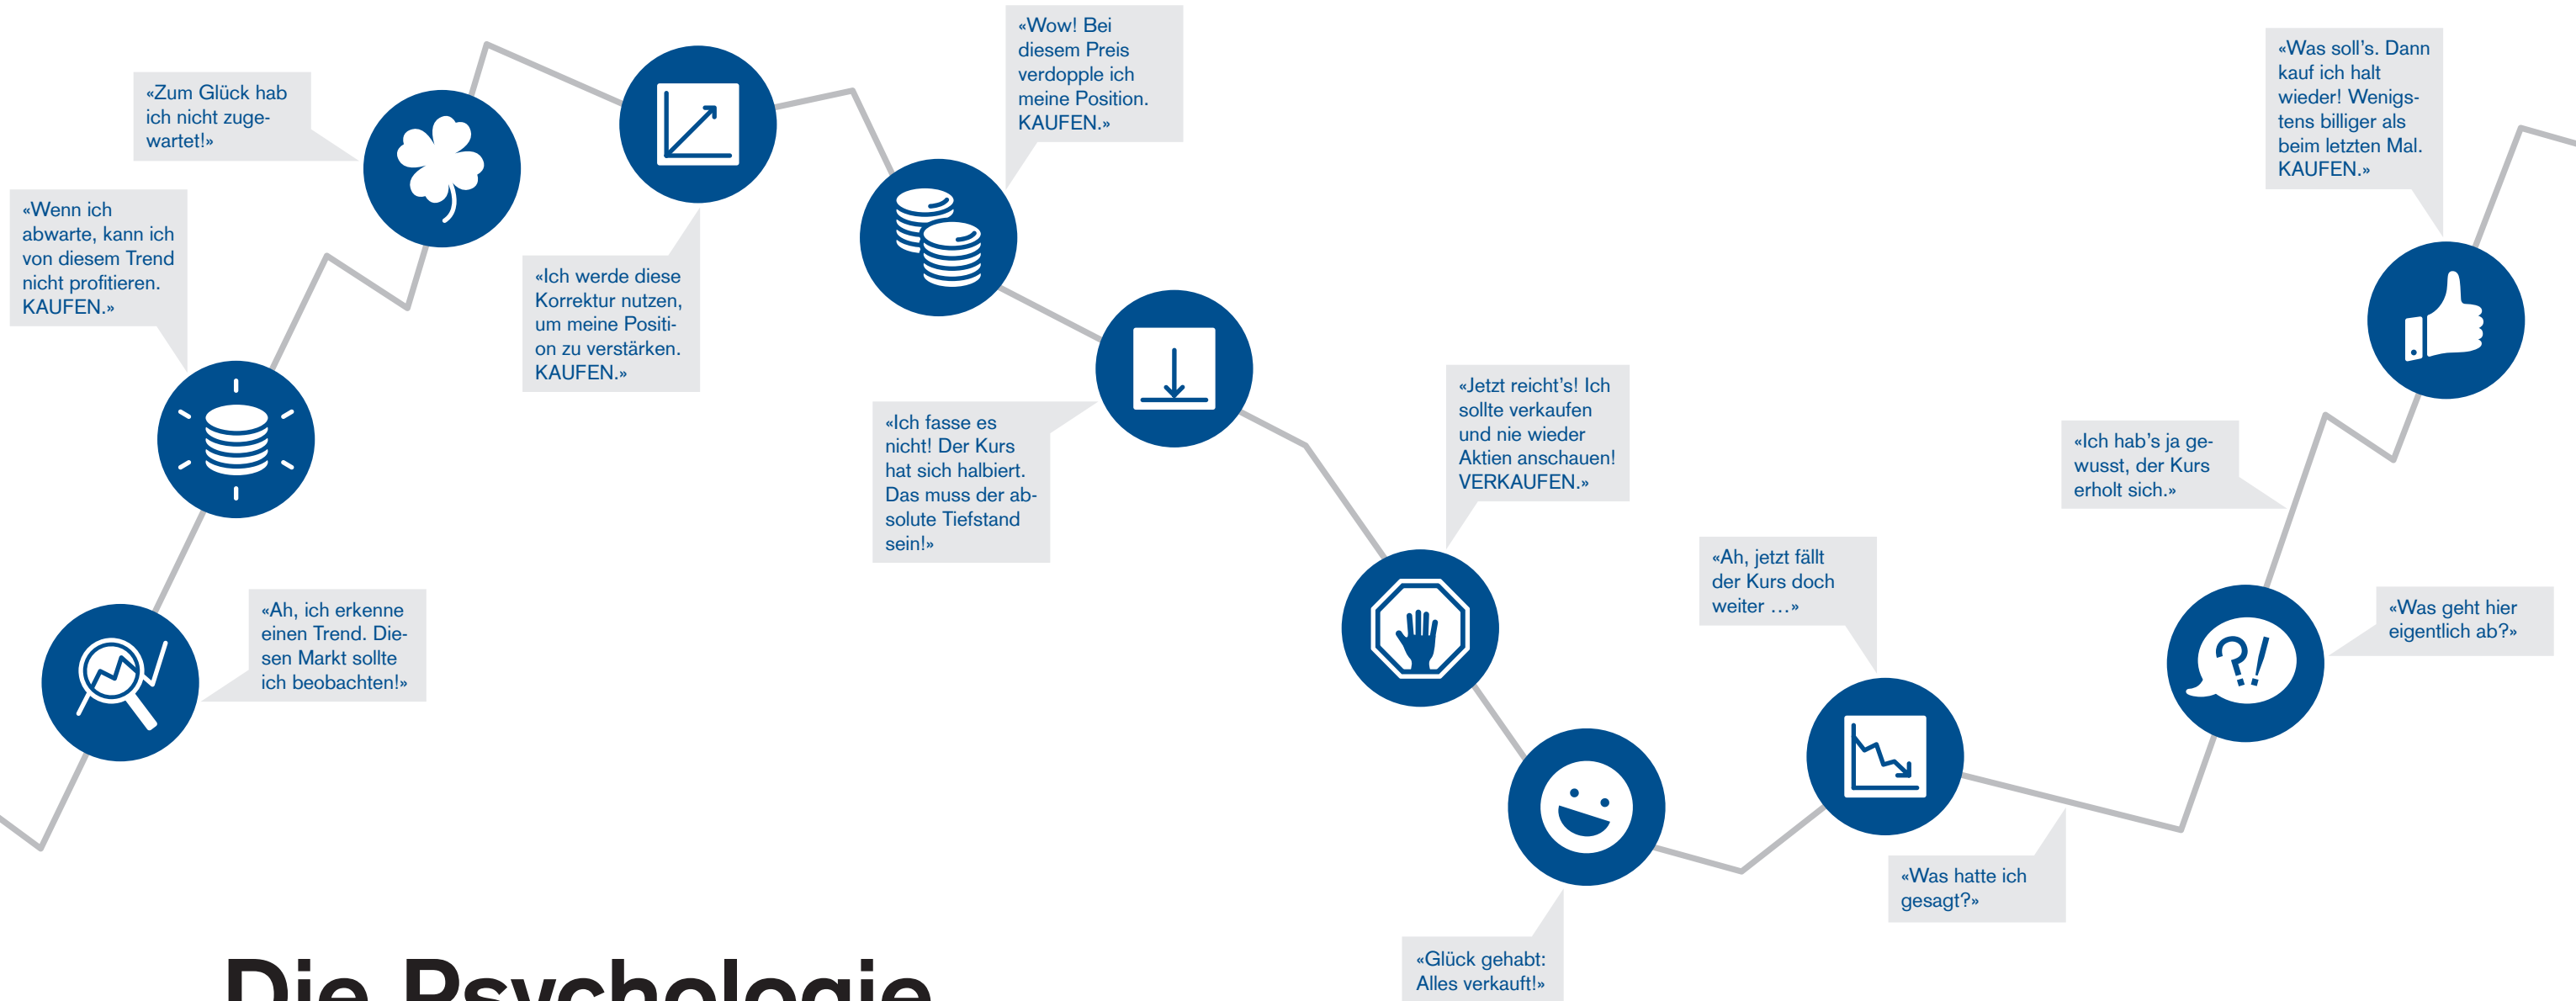 «Ah, ich erkenne
einen Trend. Die-
sen Markt sollte
ich beobachten!»
«Wenn ich
abwarte, kann ich
von diesem Trend
nicht profitieren.
KAUFEN.»
«Zum Glück hab
ich nicht zuge-
wartet!»
«Ich werde diese
Korrektur nutzen,
um meine Positi-
on zu verstärken.
KAUFEN.»
«Wow! Bei
diesem Preis
verdopple ich
meine Position.
KAUFEN.»
«Ich fasse es
nicht! Der Kurs
hat sich halbiert.
Das muss der ab-
solute Tiefstand
sein!»
«Jetzt reicht's! Ich
sollte verkaufen
und nie wieder
Aktien anschauen!
VERKAUFEN.»
«Glück gehabt:
Alles verkauft!»
«Ah, jetzt fällt
der Kurs doch
weiter …»
«Was hatte ich
gesagt?»
?!
«Was geht hier
eigentlich ab?»
«Ich hab's ja ge-
wusst, der Kurs
erholt sich.»
«Was soll's. Dann
kauf ich halt
wieder! Wenigs-
tens billiger als
beim letzten Mal.
KAUFEN.»
Die Psychologie